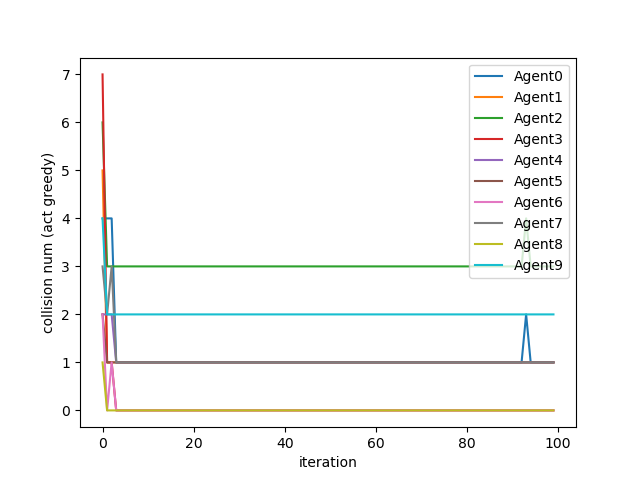 collision num (act greedy)
7
6
5
4
3
2
1
0
Agent0
Agent1
Agent2
Agent3
Agent4
Agent5
Agent6
Agent7
Agent8
Agent9
0 20 40 60 80 100
iteration